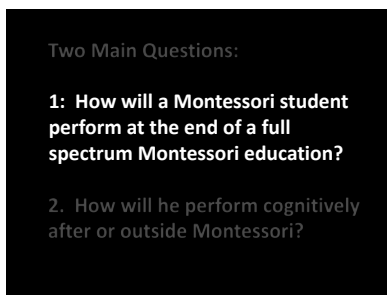 Two Main Questions:
1: How will a Montessori student
perform at the end of a full
spectrum Montessori education?
2. How will he perform cognitively
after or outside Montessori?